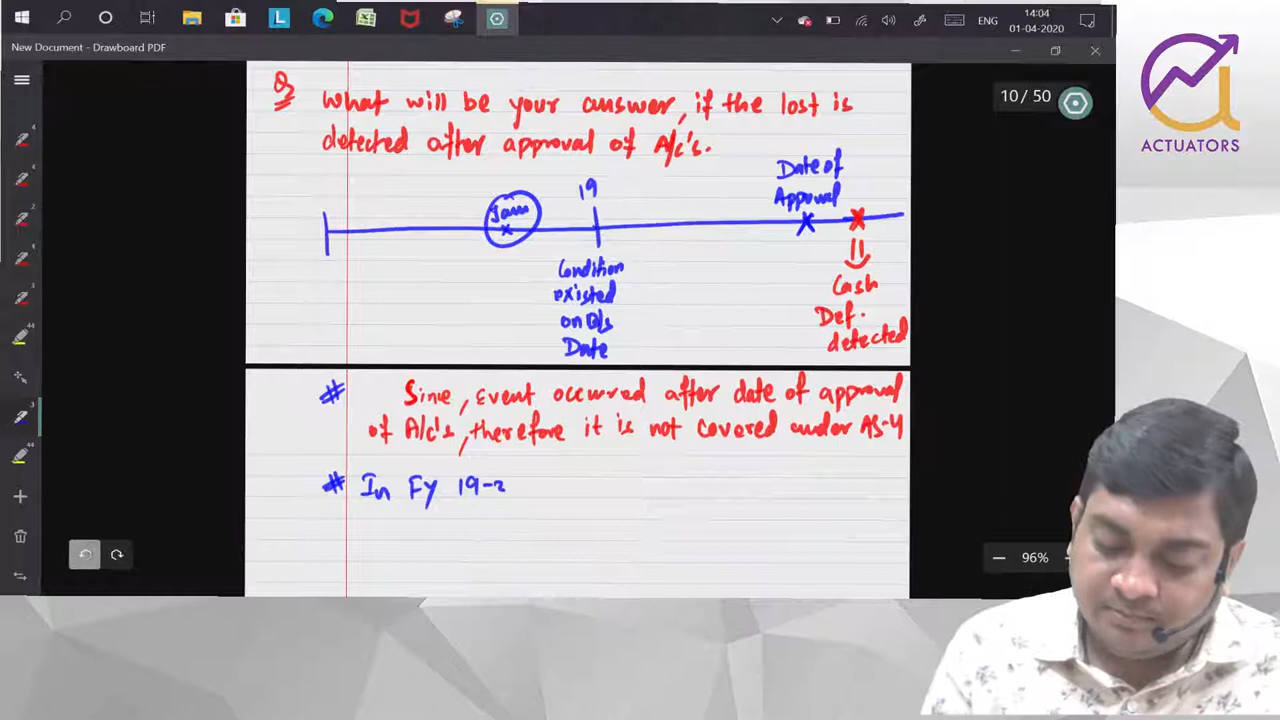 14:04
ENG
01-04-2020
New Document - Drawboard PDF
10 / 50
ACTUATORS
Q
What will be your answer, if the lost is
detected after approval of A/c's.
Date of
Approval
19
Jan
Condition
existed
on B/s
Date
Cash
Def.
detected
# Sine, Event occurred after date of approval
of A/c's, therefore it is not covered under AS-4
# In FY 19-2
96%